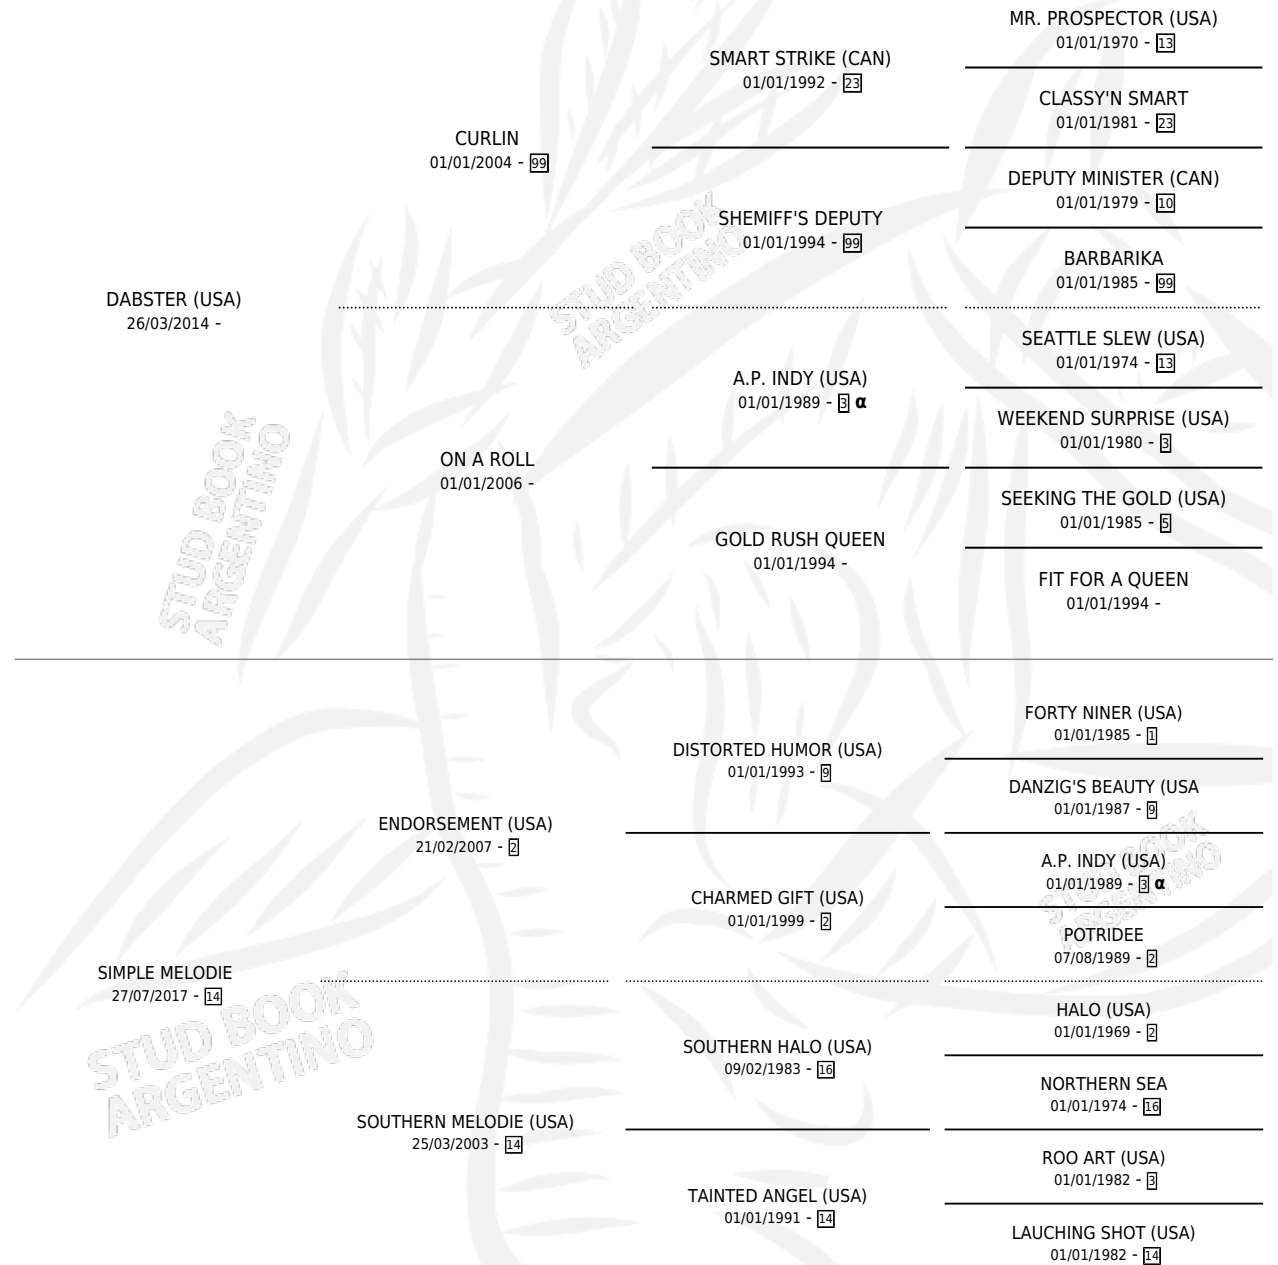 MR. PROSPECTOR (USA)
01/01/1970 - 13
SMART STRIKE (CAN)
01/01/1992 - 23
CLASSY'N SMART
01/01/1981 - 23
CURLIN
01/01/2004 - 99
DEPUTY MINISTER (CAN)
01/01/1979 - 10
SHEMIFF'S DEPUTY
01/01/1994 - 99
BARBARIKA
01/01/1985 - 99
DABSTER (USA)
26/03/2014 -
SEATTLE SLEW (USA)
01/01/1974 - 13
A.P. INDY (USA)
01/01/1989 - 3 α
WEEKEND SURPRISE (USA)
01/01/1980 - 3
ON A ROLL
01/01/2006 -
SEEKING THE GOLD (USA)
01/01/1985 - 5
GOLD RUSH QUEEN
01/01/1994 -
FIT FOR A QUEEN
01/01/1994 -
FORTY NINER (USA)
01/01/1985 - 1
DISTORTED HUMOR (USA)
01/01/1993 - 9
DANZIG'S BEAUTY (USA
01/01/1987 - 9
ENDORSEMENT (USA)
21/02/2007 - 2
A.P. INDY (USA)
01/01/1989 - 3 α
CHARMED GIFT (USA)
01/01/1999 - 2
POTRIDEE
07/08/1989 - 2
SIMPLE MELODIE
27/07/2017 - 14
HALO (USA)
01/01/1969 - 2
SOUTHERN HALO (USA)
09/02/1983 - 16
NORTHERN SEA
01/01/1974 - 16
SOUTHERN MELODIE (USA)
25/03/2003 - 14
ROO ART (USA)
01/01/1982 - 3
TAINTED ANGEL (USA)
01/01/1991 - 14
LAUCHING SHOT (USA)
01/01/1982 - 14
STUD BOOK
ARGENTINO
STUD BOOK
ARGENTINO
STUD BOOK
ARGENTINO
STUD BOOK
ARGENTINO